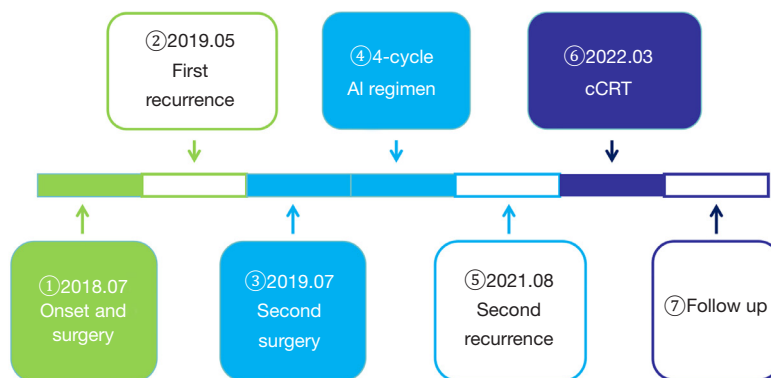 ②2019.05
First
recurrence
④4-cycle
AI regimen
⑥2022.03
cCRT
①2018.07
Onset and
surgery
③2019.07
Second
surgery
⑤2021.08
Second
recurrence
⑦Follow up